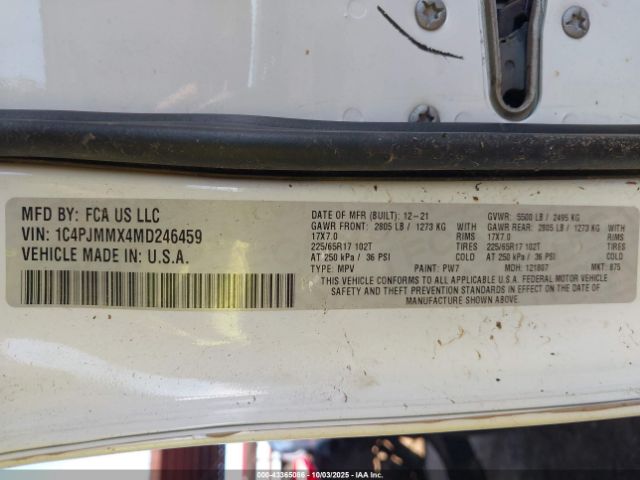 MFD BY: FCA US LLC
VIN: 1C4PJMMX4MD246459
VEHICLE MADE IN: U.S.A.
DATE OF MFR (BUILT): 12-21 GVWR: 5500 LB / 2495 KG
GAWR FRONT: 2805 LB / 1273 KG WITH GAWR REAR: 2805 LB / 1273 KG WITH
17X7.0 RIMS 17X7.0 RIMS
225/65R17 102T TIRES 225/65R17 102T TIRES
AT 250 kPa / 36 PSI COLD AT 250 kPa / 36 PSI COLD
TYPE: MPV PAINT: PW7 MDH: 121807 MKT: 875
THIS VEHICLE CONFORMS TO ALL APPLICABLE U.S.A. FEDERAL MOTOR VEHICLE
SAFETY AND THEFT PREVENTION STANDARDS IN EFFECT ON THE DATE OF
MANUFACTURE SHOWN ABOVE.
000-43365086 - 10/03/2025 - IAAI.COM